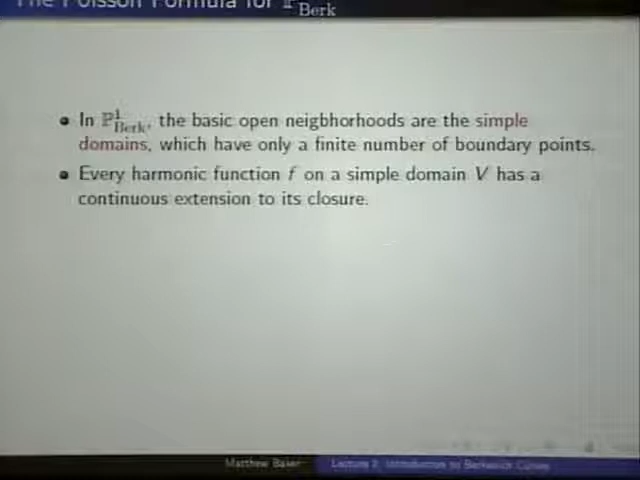 The Poisson Formula for ℙ¹Berk
• In ℙ¹Berk, the basic open neigbhorhoods are the simple
domains, which have only a finite number of boundary points.
• Every harmonic function f on a simple domain V has a
continuous extension to its closure.
Matthew Baker Lecture 2: Introduction to Berkovich Curves